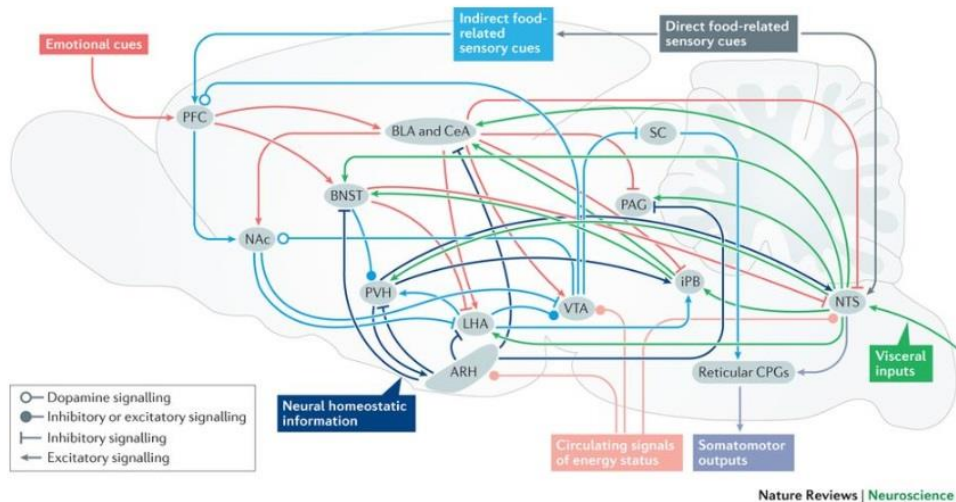 Emotional cues
Indirect food-
related
sensory cues
Direct food-related
sensory cues
PFC
BLA and CeA
SC
BNST
PAG
NAc
PVH
LHA
VTA
iPB
NTS
ARH
Reticular CPGs
Visceral
inputs
Neural homeostatic
information
Dopamine signalling
Inhibitory or excitatory signalling
Inhibitory signalling
Excitatory signalling
Circulating signals
of energy status
Somatomotor
outputs
Nature Reviews | Neuroscience